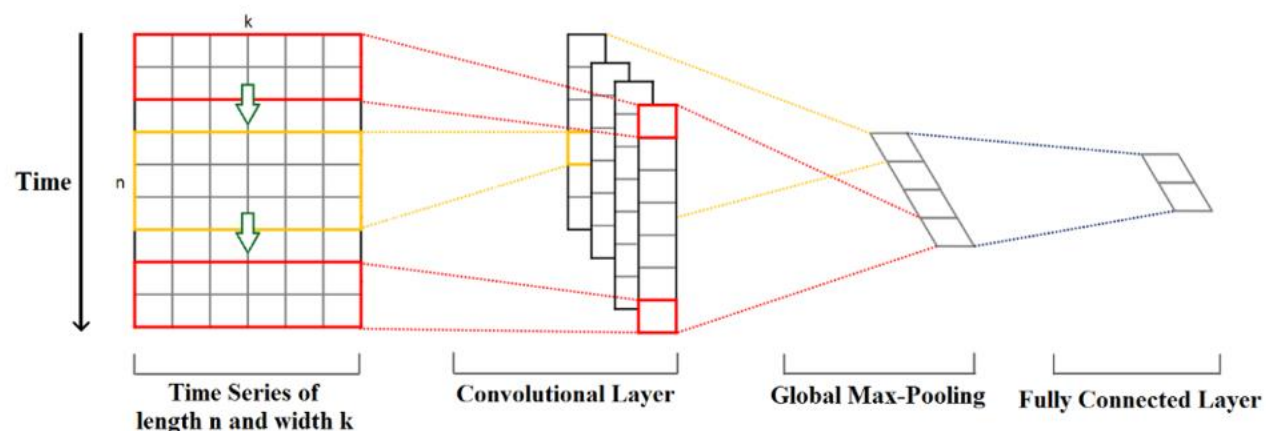 k
Time
n
Time Series of
length n and width k
Convolutional Layer
Global Max-Pooling
Fully Connected Layer